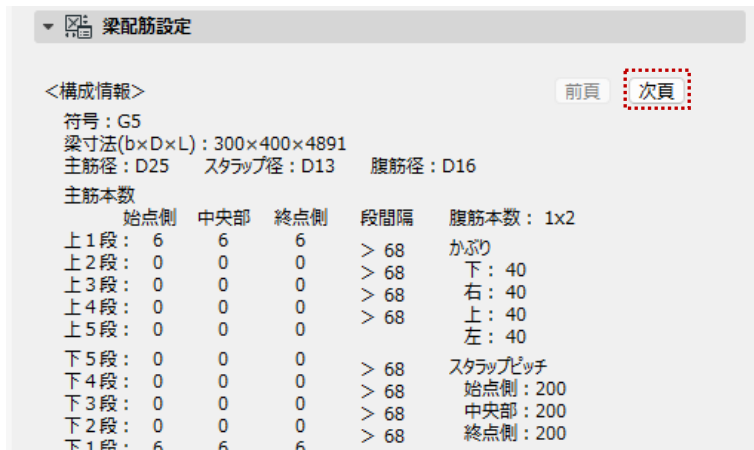 梁配筋設定
<構成情報> 前頁 次頁
符号：G5
梁寸法(b×D×L)：300×400×4891
主筋径：D25 スタラップ径：D13 腹筋径：D16
主筋本数
始点側 中央部 終点側 段間隔 腹筋本数： 1x2
上1段： 6 6 6
＞ 68 かぶり
上2段： 0 0 0
＞ 68 下： 40
上3段： 0 0 0
＞ 68 右： 40
上4段： 0 0 0
＞ 68 上： 40
上5段： 0 0 0
左： 40
下5段： 0 0 0
＞ 68 スタラップピッチ
下4段： 0 0 0
＞ 68 始点側：200
下3段： 0 0 0
＞ 68 中央部：200
下2段： 0 0 0
＞ 68 終点側：200
下1段： 6 6 6